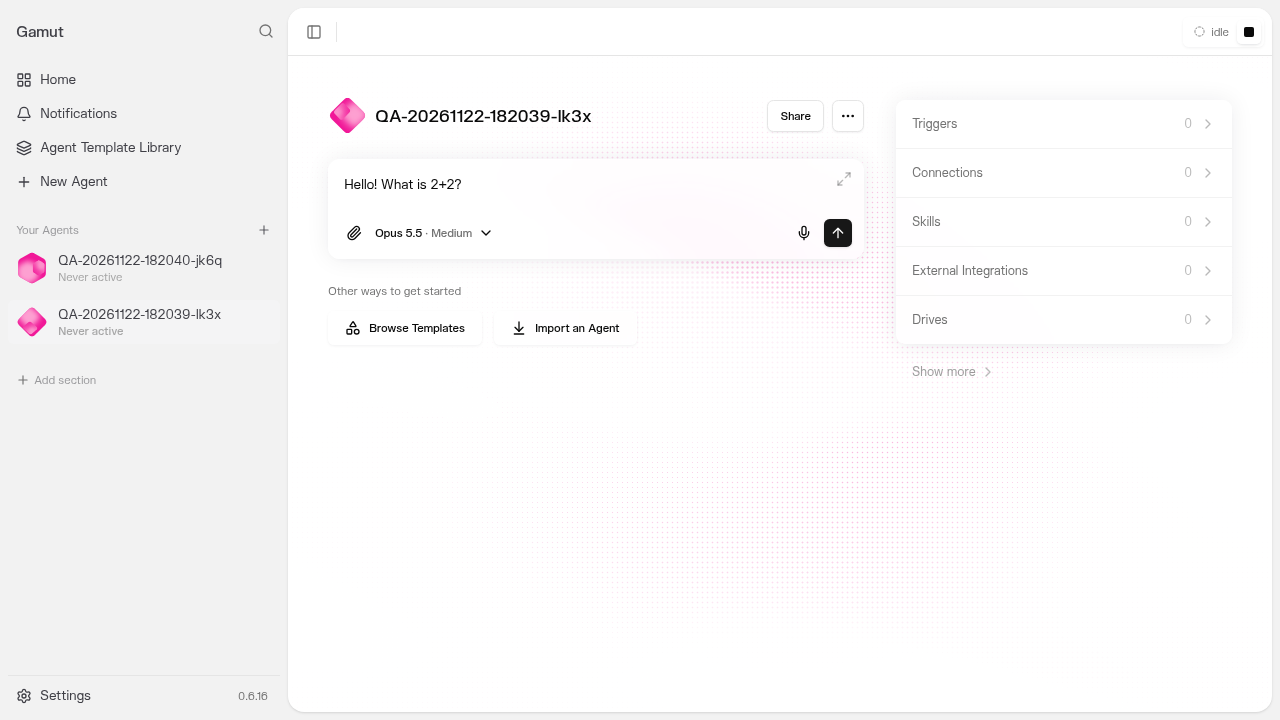 Gamut
Home
Notifications
Agent Template Library
New Agent
Your Agents
QA-20261122-182040-jk6q
Never active
QA-20261122-182039-lk3x
Never active
Add section
Settings
0.6.16
idle
QA-20261122-182039-lk3x
Share
Hello! What is 2+2?
Opus 5.5 · Medium
Other ways to get started
Browse Templates
Import an Agent
Triggers 0
Connections 0
Skills 0
External Integrations 0
Drives 0
Show more